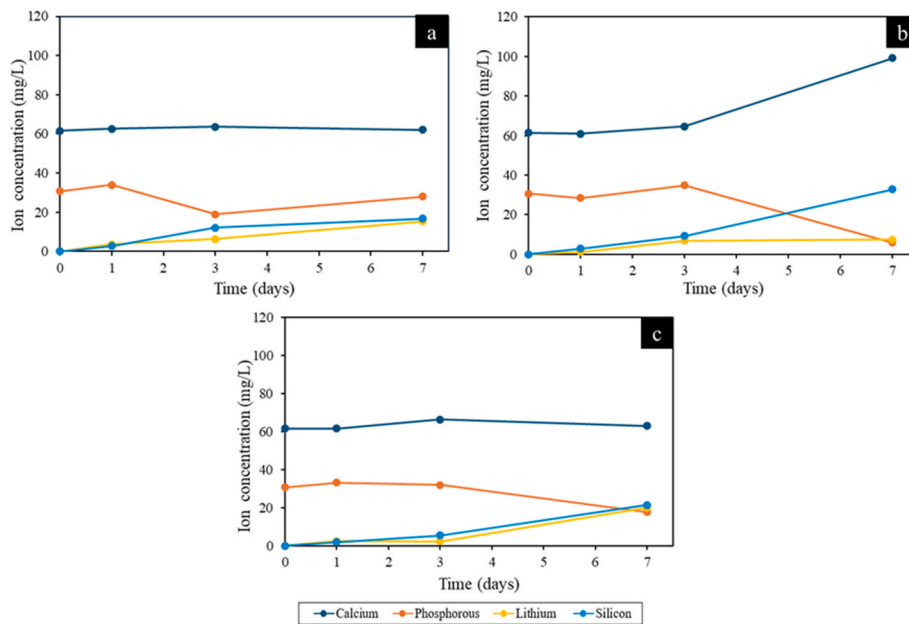 a
Ion concentration (mg/L)
120
100
80
60
40
20
0
0 1 2 3 4 5 6 7
Time (days)
b
Ion concentration (mg/L)
120
100
80
60
40
20
0
0 1 2 3 4 5 6 7
Time (days)
c
Ion concentration (mg/L)
120
100
80
60
40
20
0
0 1 2 3 4 5 6 7
Time (days)
Calcium Phosphorous Lithium Silicon